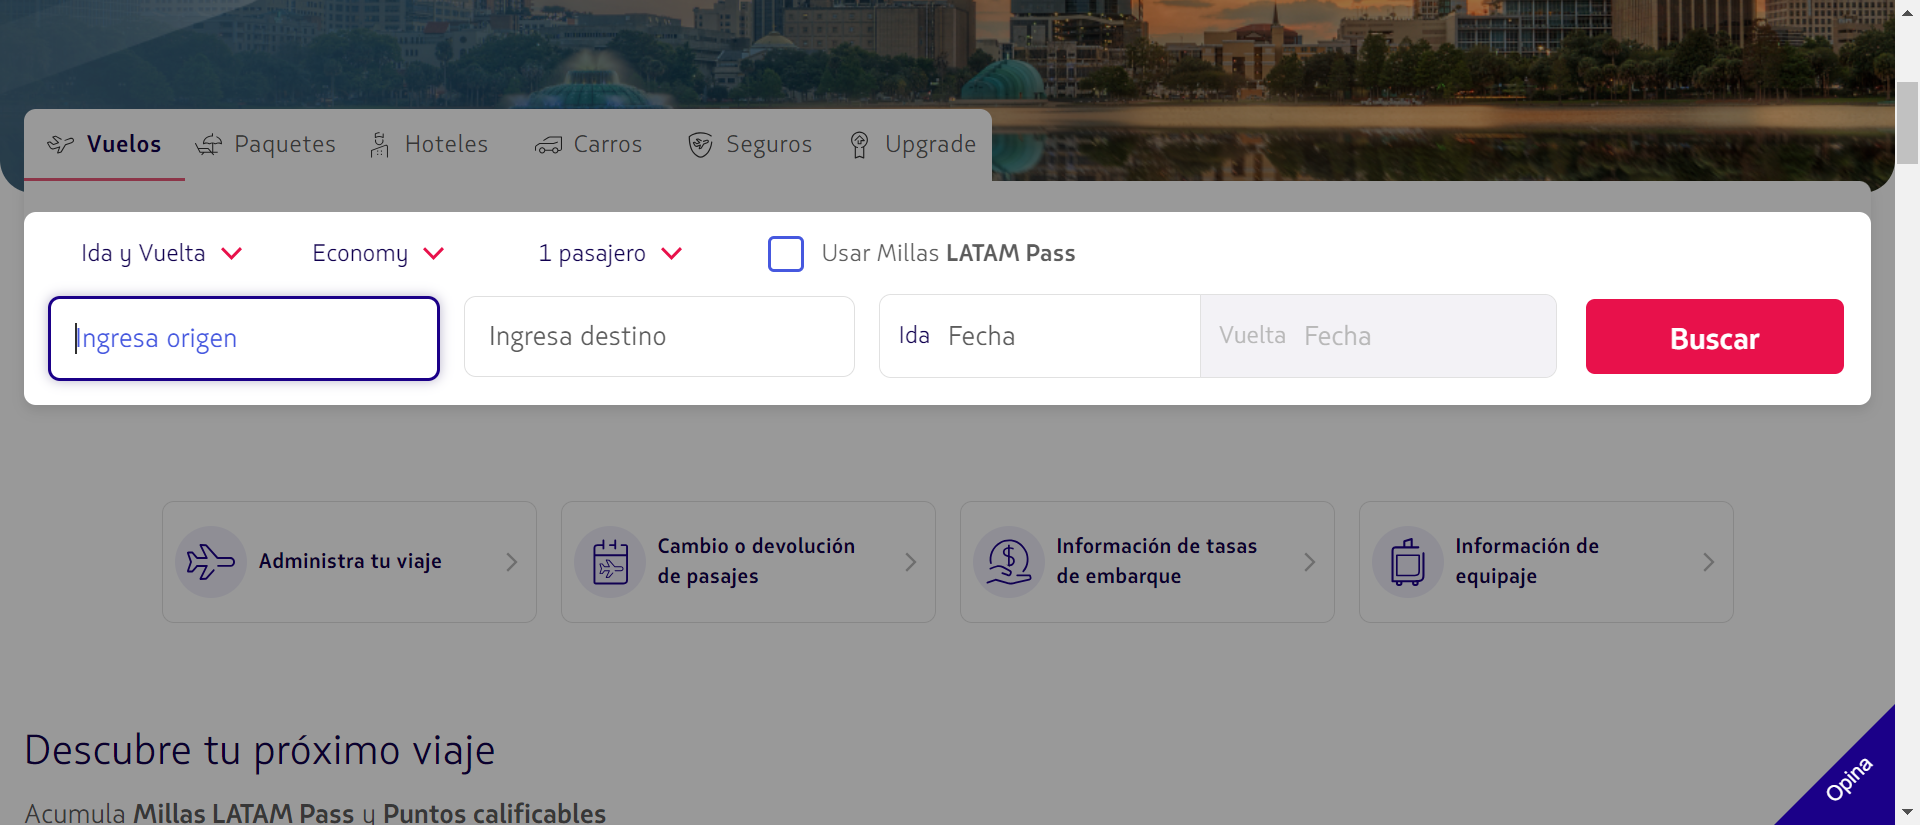 Vuelos Paquetes Hoteles Carros Seguros Upgrade
Ida y Vuelta Economy 1 pasajero Usar Millas LATAM Pass
Ingresa origen Ingresa destino Ida Fecha Vuelta Fecha Buscar
Administra tu viaje
Cambio o devolución
de pasajes
Información de tasas
de embarque
Información de
equipaje
Descubre tu próximo viaje
Acumula Millas LATAM Pass y Puntos calificables
Opina